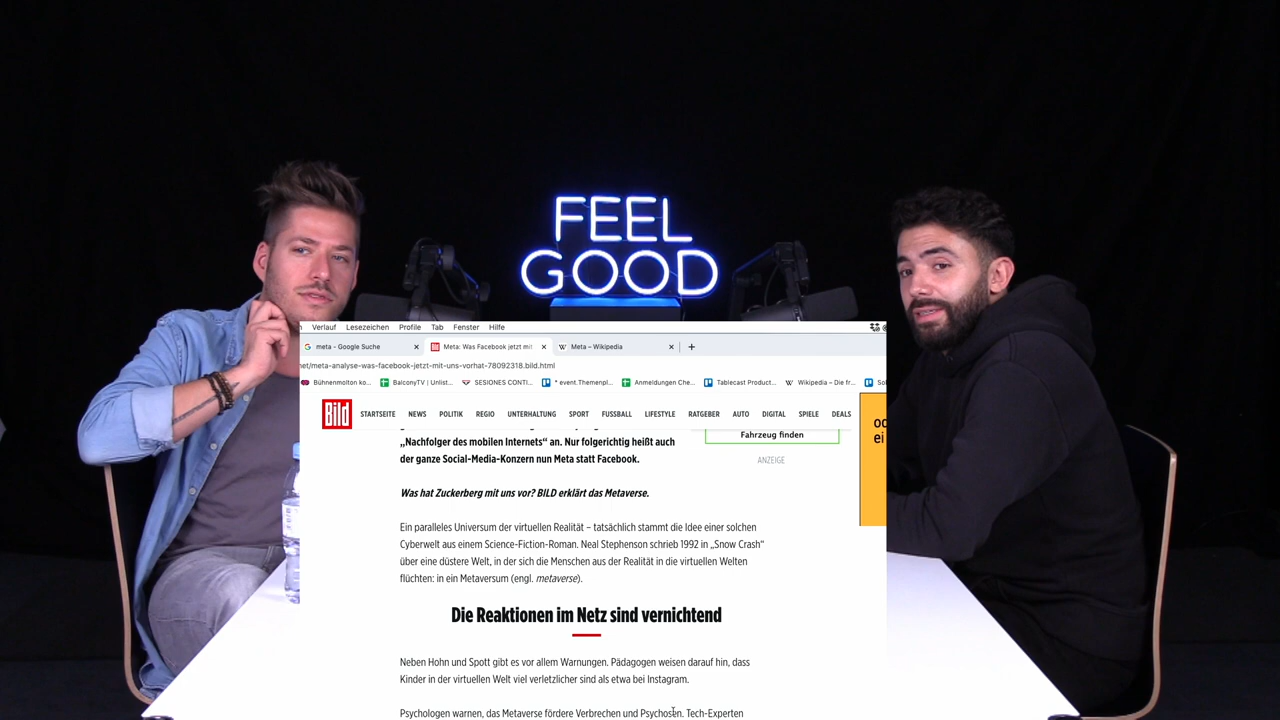 FEEL
GOOD
Verlauf Lesezeichen Profile Tab Fenster Hilfe
meta - Google Suche Meta: Was Facebook jetzt mit Meta – Wikipedia
net/meta-analyse-was-facebook-jetzt-mit-uns-vorhat-78092318.bild.html
Bühnenmolton ko... BalconyTV | Unlist... SESIONES CONTI... * event.Themenpl... Anmeldungen Che... Tablecast Product... Wikipedia – Die fr...
Bild STARTSEITE NEWS POLITIK REGIO UNTERHALTUNG SPORT FUSSBALL LIFESTYLE RATGEBER AUTO DIGITAL SPIELE DEALS
Fahrzeug finden
ANZEIGE
ei
„Nachfolger des mobilen Internets“ an. Nur folgerichtig heißt auch
der ganze Social-Media-Konzern nun Meta statt Facebook.
Was hat Zuckerberg mit uns vor? BILD erklärt das Metaverse.
Ein paralleles Universum der virtuellen Realität – tatsächlich stammt die Idee einer solchen
Cyberwelt aus einem Science-Fiction-Roman. Neal Stephenson schrieb 1992 in „Snow Crash“
über eine düstere Welt, in der sich die Menschen aus der Realität in die virtuellen Welten
flüchten: in ein Metaversum (engl. metaverse).
Die Reaktionen im Netz sind vernichtend
Neben Hohn und Spott gibt es vor allem Warnungen. Pädagogen weisen darauf hin, dass
Kinder in der virtuellen Welt viel verletzlicher sind als etwa bei Instagram.
Psychologen warnen, das Metaverse fördere Verbrechen und Psychosen. Tech-Experten